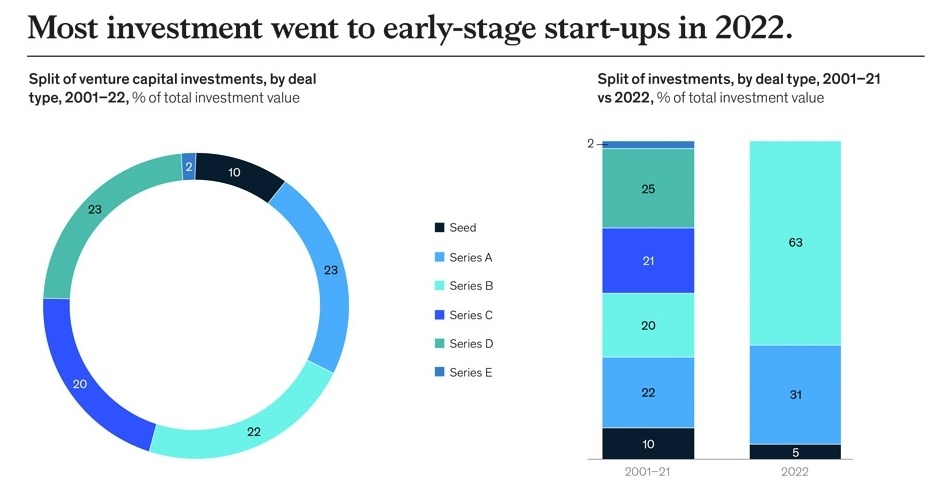 Most investment went to early-stage start-ups in 2022.
Split of venture capital investments, by deal
type, 2001–22, % of total investment value
2
10
23
23
20
22
Seed
Series A
Series B
Series C
Series D
Series E
Split of investments, by deal type, 2001–21
vs 2022, % of total investment value
2
25
21
20
22
10
63
31
5
2001–21
2022